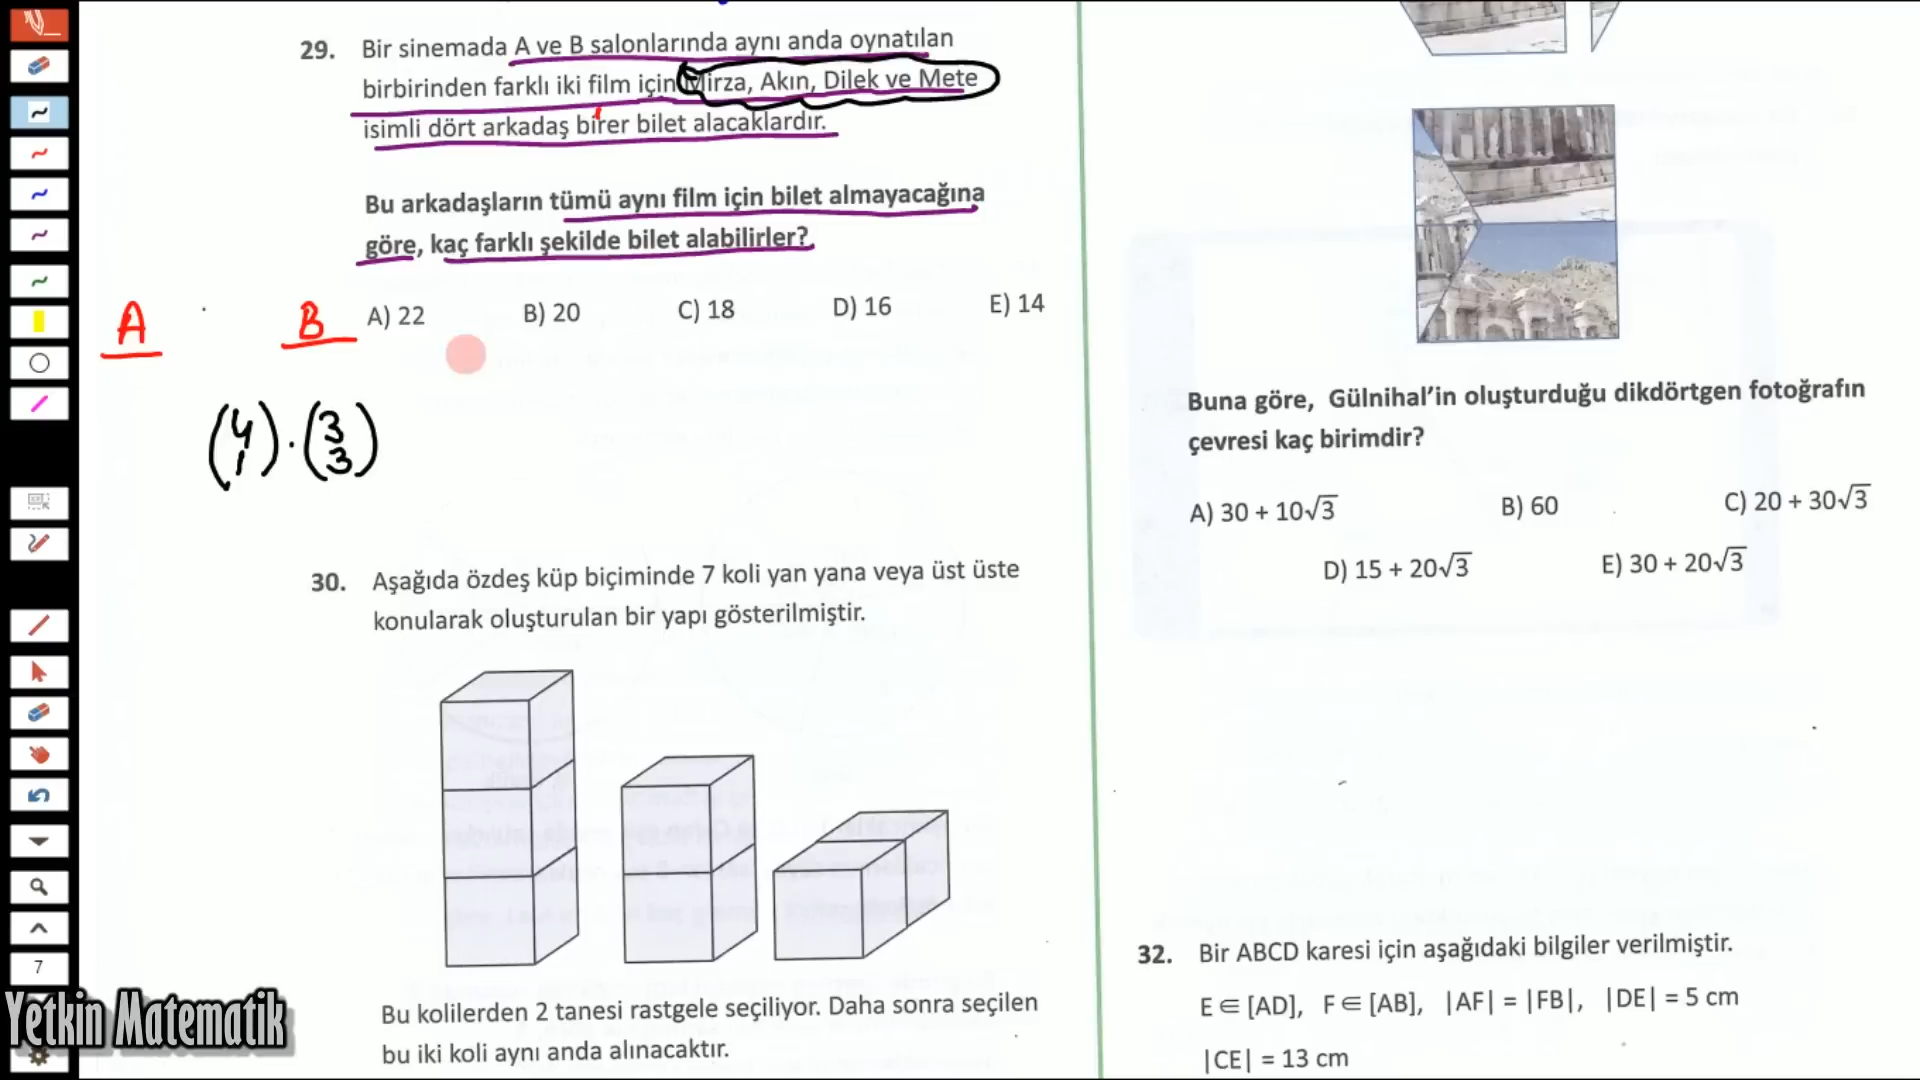 29. Bir sinemada A ve B salonlarında aynı anda oynatılan
birbirinden farklı iki film için Mirza, Akın, Dilek ve Mete
isimli dört arkadaş birer bilet alacaklardır.
Bu arkadaşların tümü aynı film için bilet almayacağına
göre, kaç farklı şekilde bilet alabilirler?
A) 22 B) 20 C) 18 D) 16 E) 14
A B
(4 1) . (3 3)
30. Aşağıda özdeş küp biçiminde 7 koli yan yana veya üst üste
konularak oluşturulan bir yapı gösterilmiştir.
Bu kolilerden 2 tanesi rastgele seçiliyor. Daha sonra seçilen
bu iki koli aynı anda alınacaktır.
Buna göre, Gülnihal'in oluşturduğu dikdörtgen fotoğrafın
çevresi kaç birimdir?
A) 30 + 10√3 B) 60 C) 20 + 30√3
D) 15 + 20√3 E) 30 + 20√3
32. Bir ABCD karesi için aşağıdaki bilgiler verilmiştir.
E ∈ [AD], F ∈ [AB], |AF| = |FB|, |DE| = 5 cm
|CE| = 13 cm
7
Yetkin Matematik